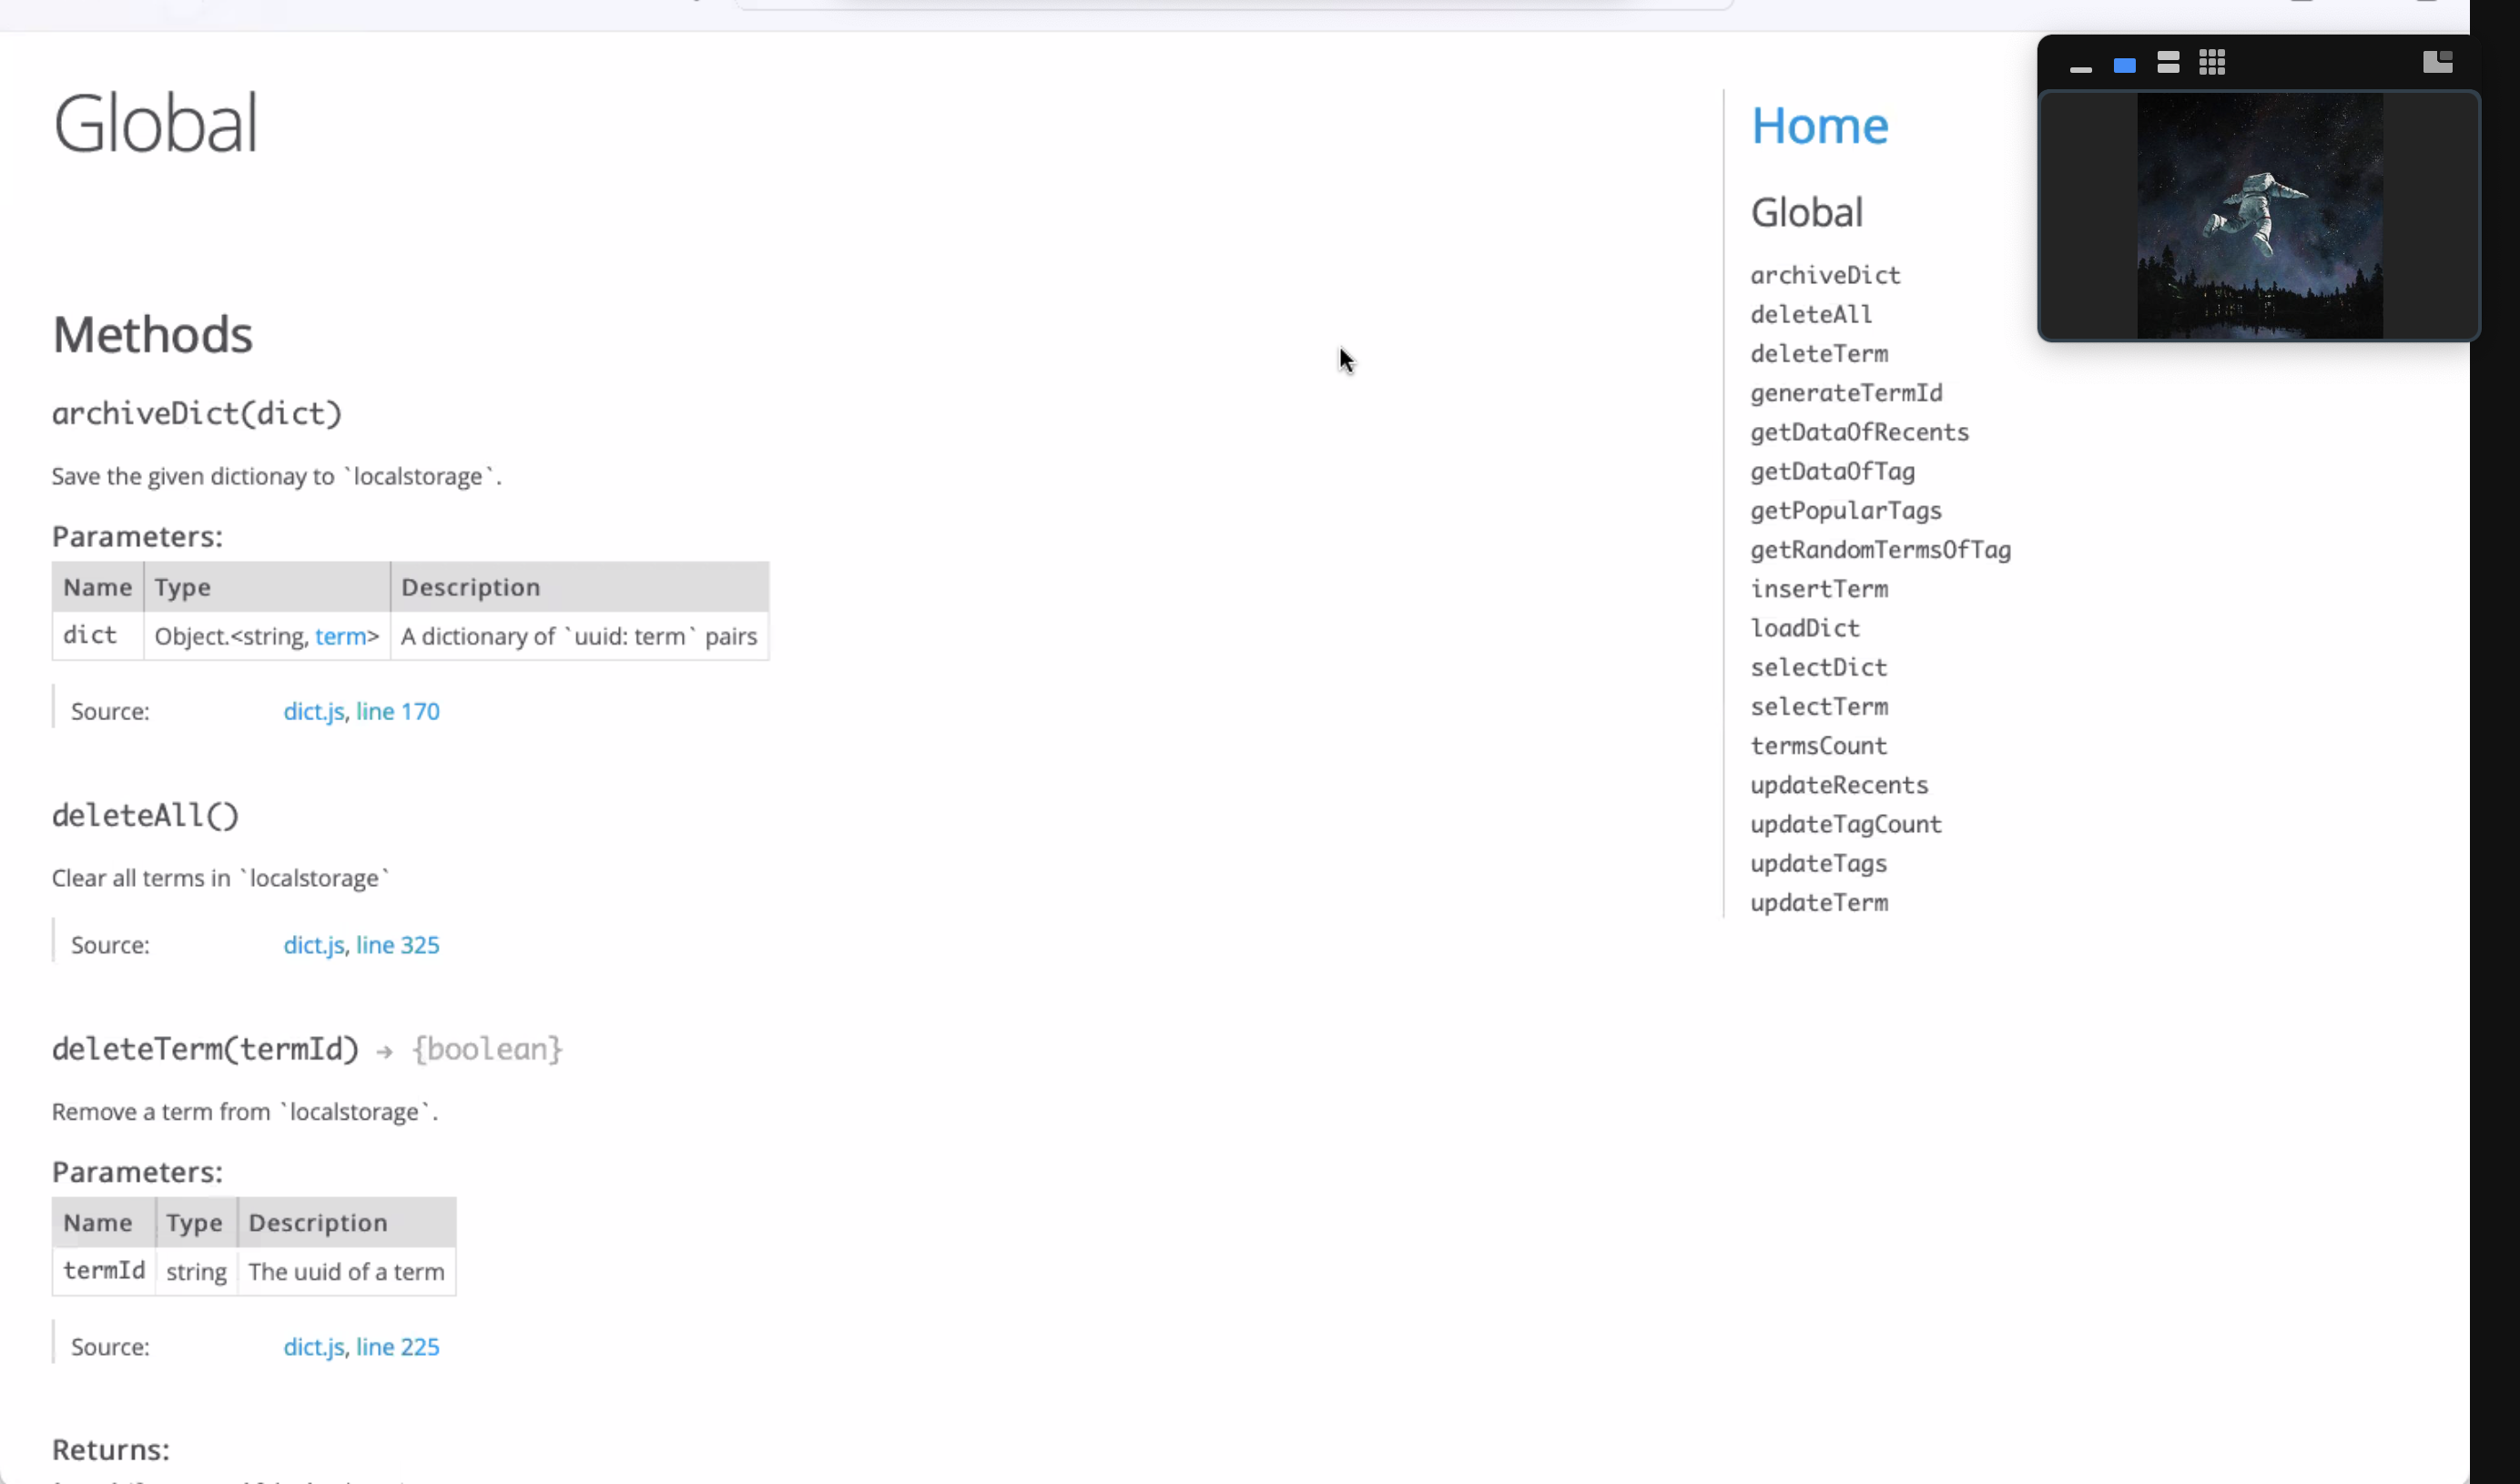 Global
Methods
archiveDict(dict)
Save the given dictionay to `localstorage`.
Parameters:
Name Type Description
dict Object.<string, term> A dictionary of `uuid: term` pairs
Source: dict.js, line 170
deleteAll()
Clear all terms in `localstorage`
Source: dict.js, line 325
deleteTerm(termId) → {boolean}
Remove a term from `localstorage`.
Parameters:
Name Type Description
termId string The uuid of a term
Source: dict.js, line 225
Returns:
Home
Global
archiveDict
deleteAll
deleteTerm
generateTermId
getDataOfRecents
getDataOfTag
getPopularTags
getRandomTermsOfTag
insertTerm
loadDict
selectDict
selectTerm
termsCount
updateRecents
updateTagCount
updateTags
updateTerm